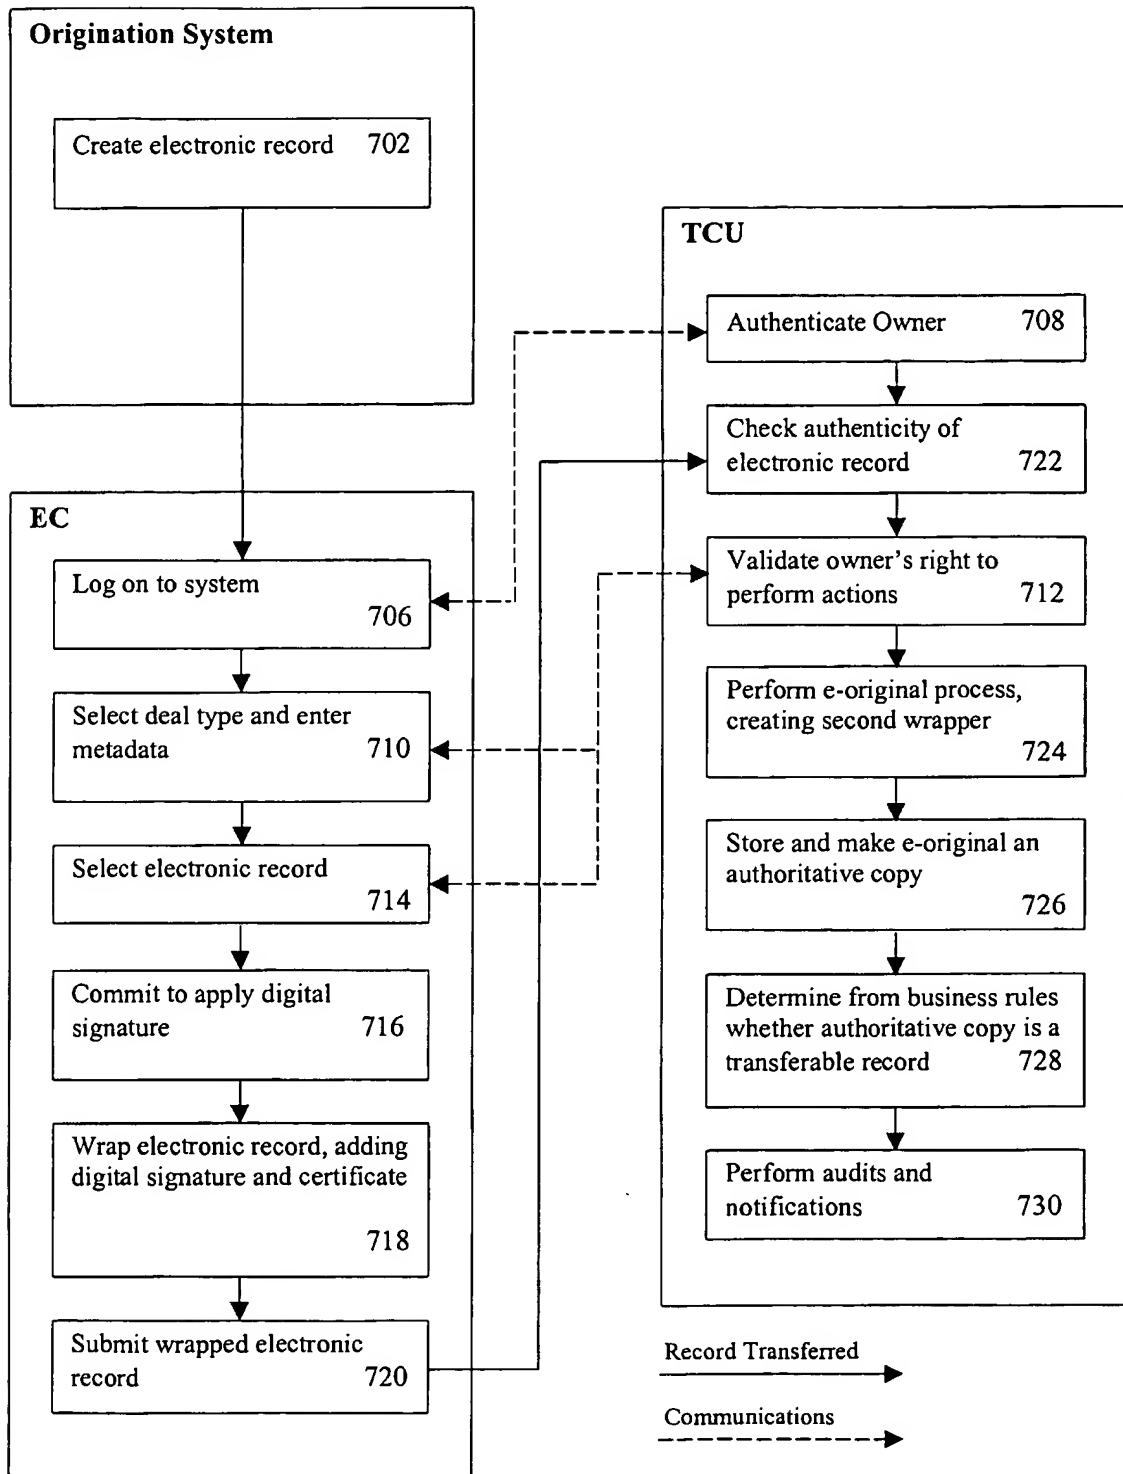 Origination System
Create electronic record 702
EC
Log on to system
706
Select deal type and enter
metadata 710
Select electronic record
714
Commit to apply digital
signature 716
Wrap electronic record, adding
digital signature and certificate
718
Submit wrapped electronic
record 720
TCU
Authenticate Owner 708
Check authenticity of
electronic record 722
Validate owner's right to
perform actions 712
Perform e-original process,
creating second wrapper
724
Store and make e-original an
authoritative copy
726
Determine from business rules
whether authoritative copy is a
transferable record 728
Perform audits and
notifications 730
Record Transferred
Communications